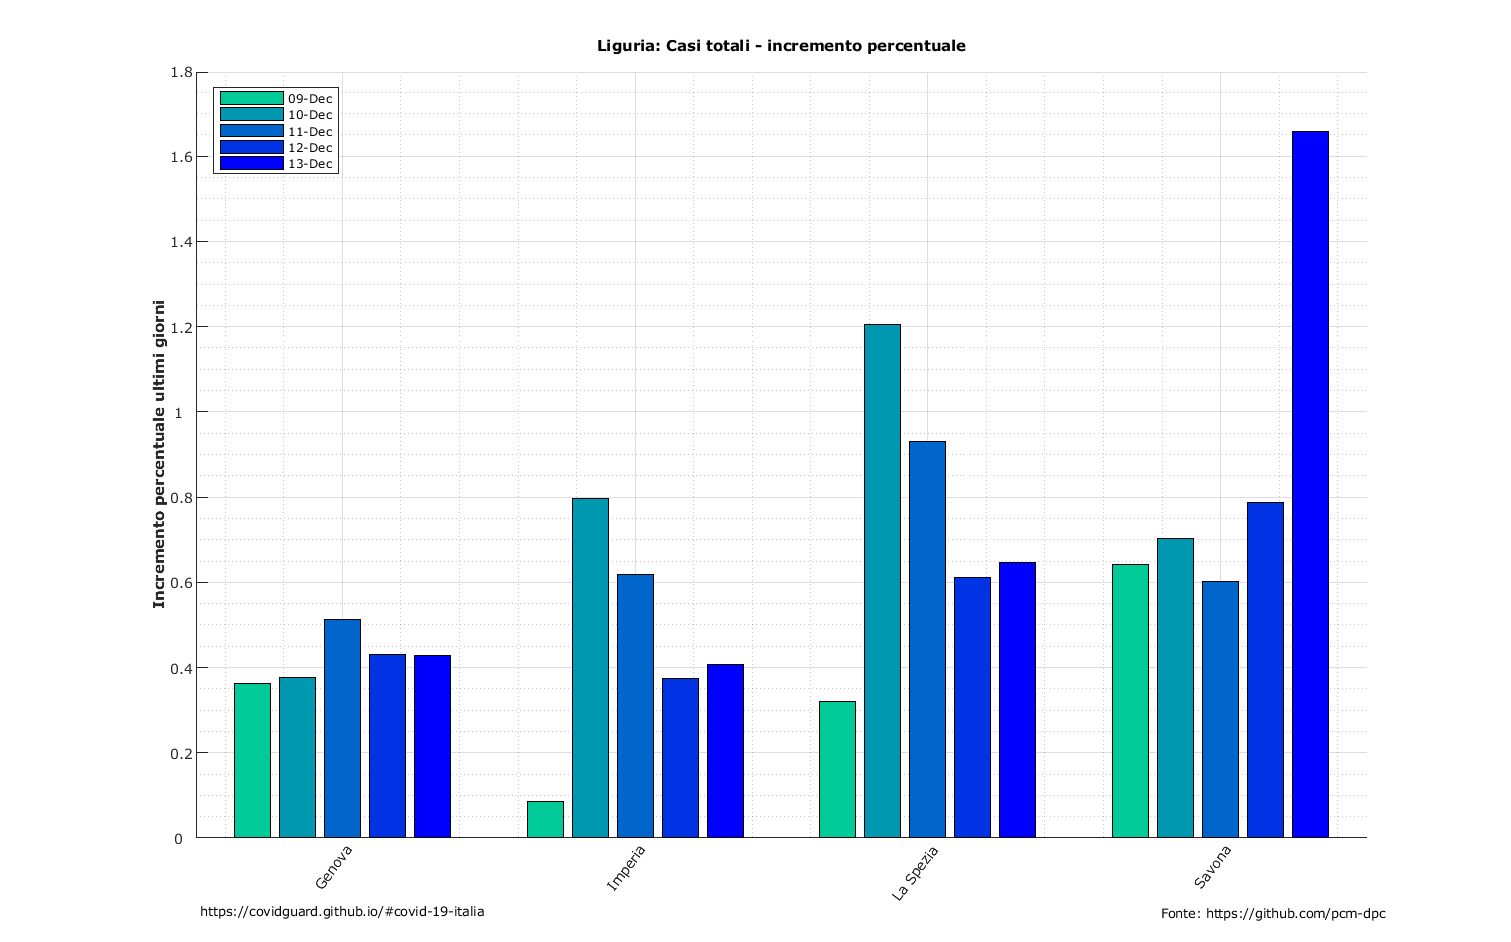 Liguria: Casi totali - incremento percentuale
Incremento percentuale ultimi giorni
1.8
1.6
1.4
1.2
1
0.8
0.6
0.4
0.2
0
09-Dec
10-Dec
11-Dec
12-Dec
13-Dec
Genova
Imperia
La Spezia
Savona
https://covidguard.github.io/#covid-19-italia
Fonte: https://github.com/pcm-dpc